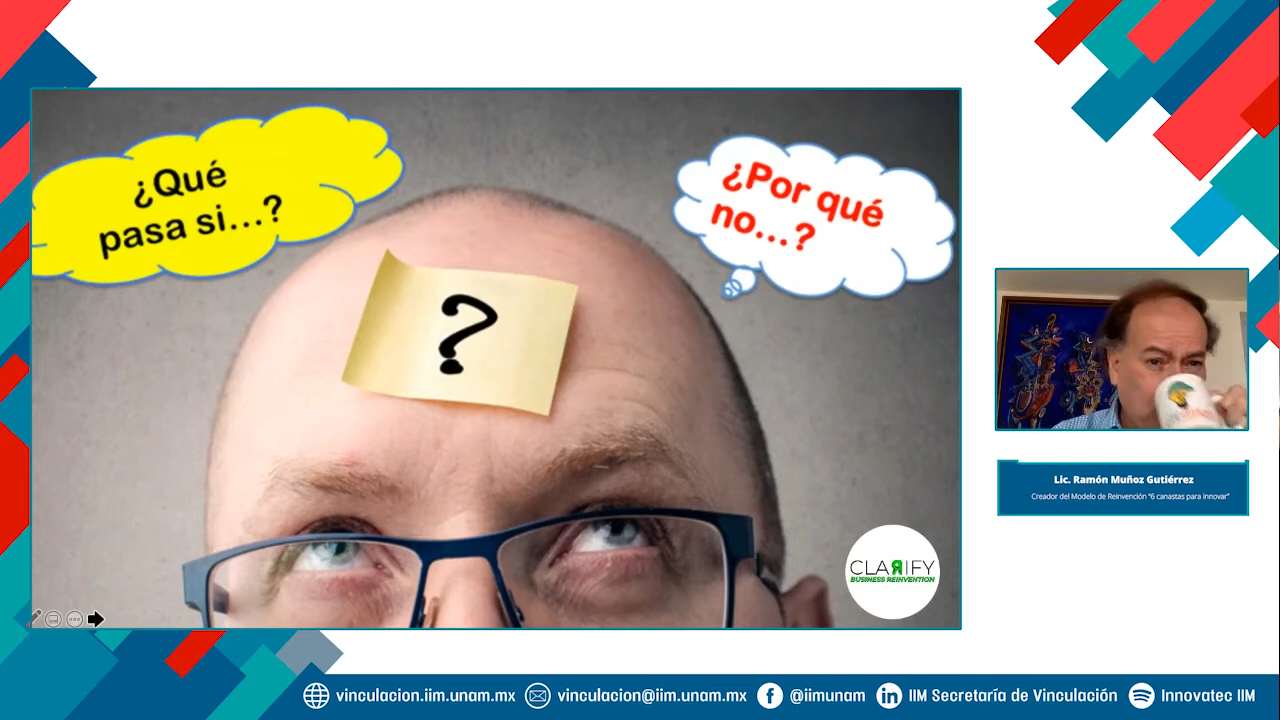 ¿Qué
pasa si...?
¿Por qué
no...?
?
CLAЯIFY
BUSINESS REINVENTION
Lic. Ramón Muñoz Gutiérrez
Creador del Modelo de Reinvención "6 canastas para innovar"
vinculacion.iim.unam.mx
vinculacion@iim.unam.mx
@iimunam
IIM Secretaría de Vinculación
Innovatec IIM